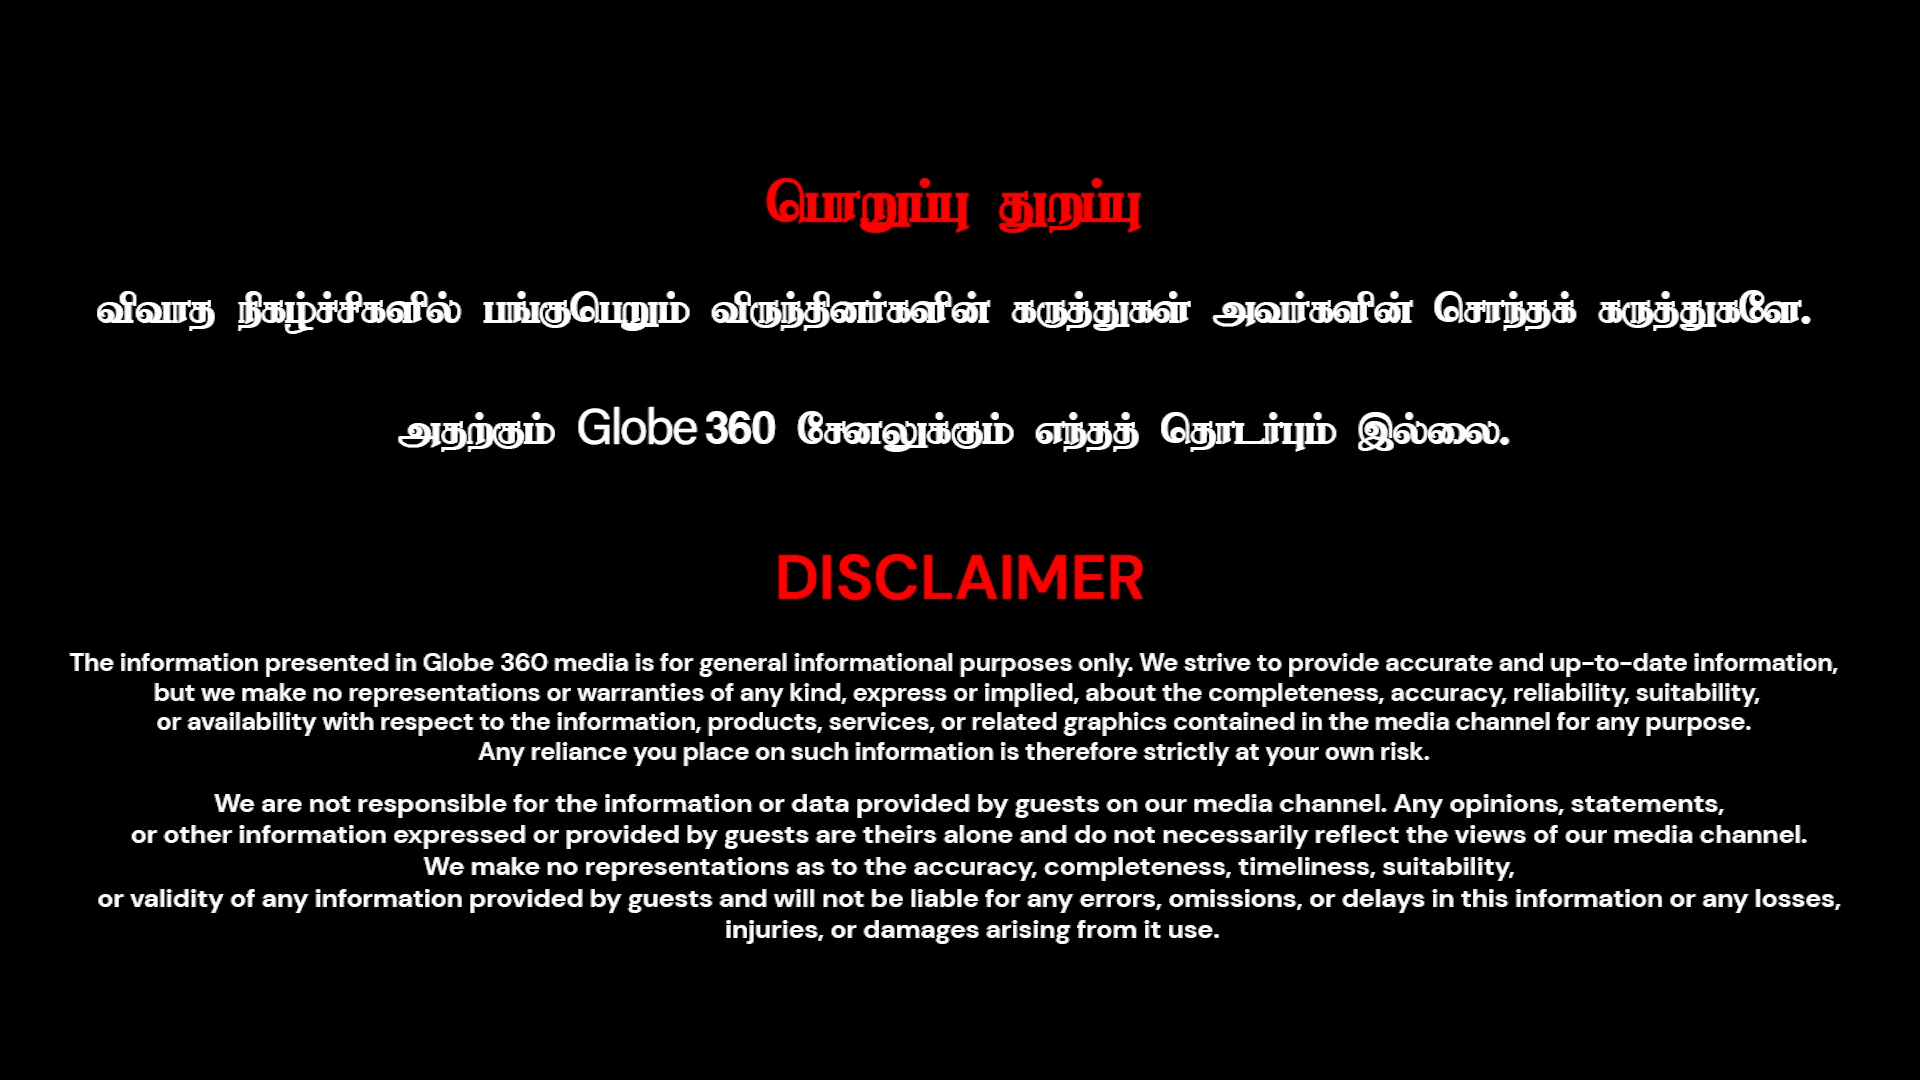 பொறுப்பு துறப்பு
விவாத நிகழ்ச்சிகளில் பங்குபெறும் விருந்தினர்களின் கருத்துகள் அவர்களின் சொந்தக் கருத்துகளே.
அதற்கும் Globe 360 சேனலுக்கும் எந்தத் தொடர்பும் இல்லை.
DISCLAIMER
The information presented in Globe 360 media is for general informational purposes only. We strive to provide accurate and up-to-date information,
but we make no representations or warranties of any kind, express or implied, about the completeness, accuracy, reliability, suitability,
or availability with respect to the information, products, services, or related graphics contained in the media channel for any purpose.
Any reliance you place on such information is therefore strictly at your own risk.
We are not responsible for the information or data provided by guests on our media channel. Any opinions, statements,
or other information expressed or provided by guests are theirs alone and do not necessarily reflect the views of our media channel.
We make no representations as to the accuracy, completeness, timeliness, suitability,
or validity of any information provided by guests and will not be liable for any errors, omissions, or delays in this information or any losses,
injuries, or damages arising from it use.